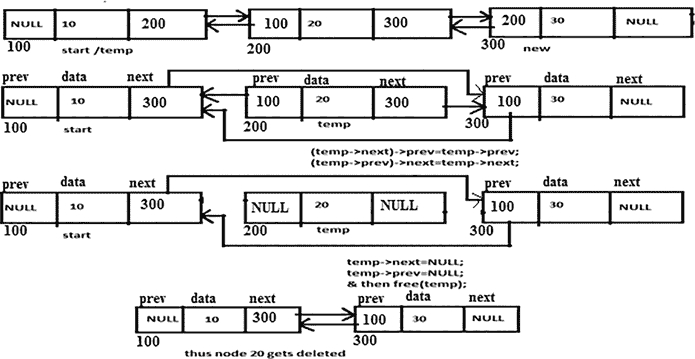 NULL 10 200 100 20 300 200 30 NULL
100 start /temp 200 300 new
prev data next prev data next prev data next
NULL 10 300 100 20 300 100 30 NULL
100 start 200 temp 300
(temp->next)->prev=temp->prev;
(temp->prev)->next=temp->next;
prev data next prev data next
NULL 10 300 NULL 20 NULL 100 30 NULL
100 start 200 temp 300
temp->next=NULL;
temp->prev=NULL;
& then free(temp);
prev data next prev data next
NULL 10 300 100 30 NULL
100 300
thus node 20 gets deleted